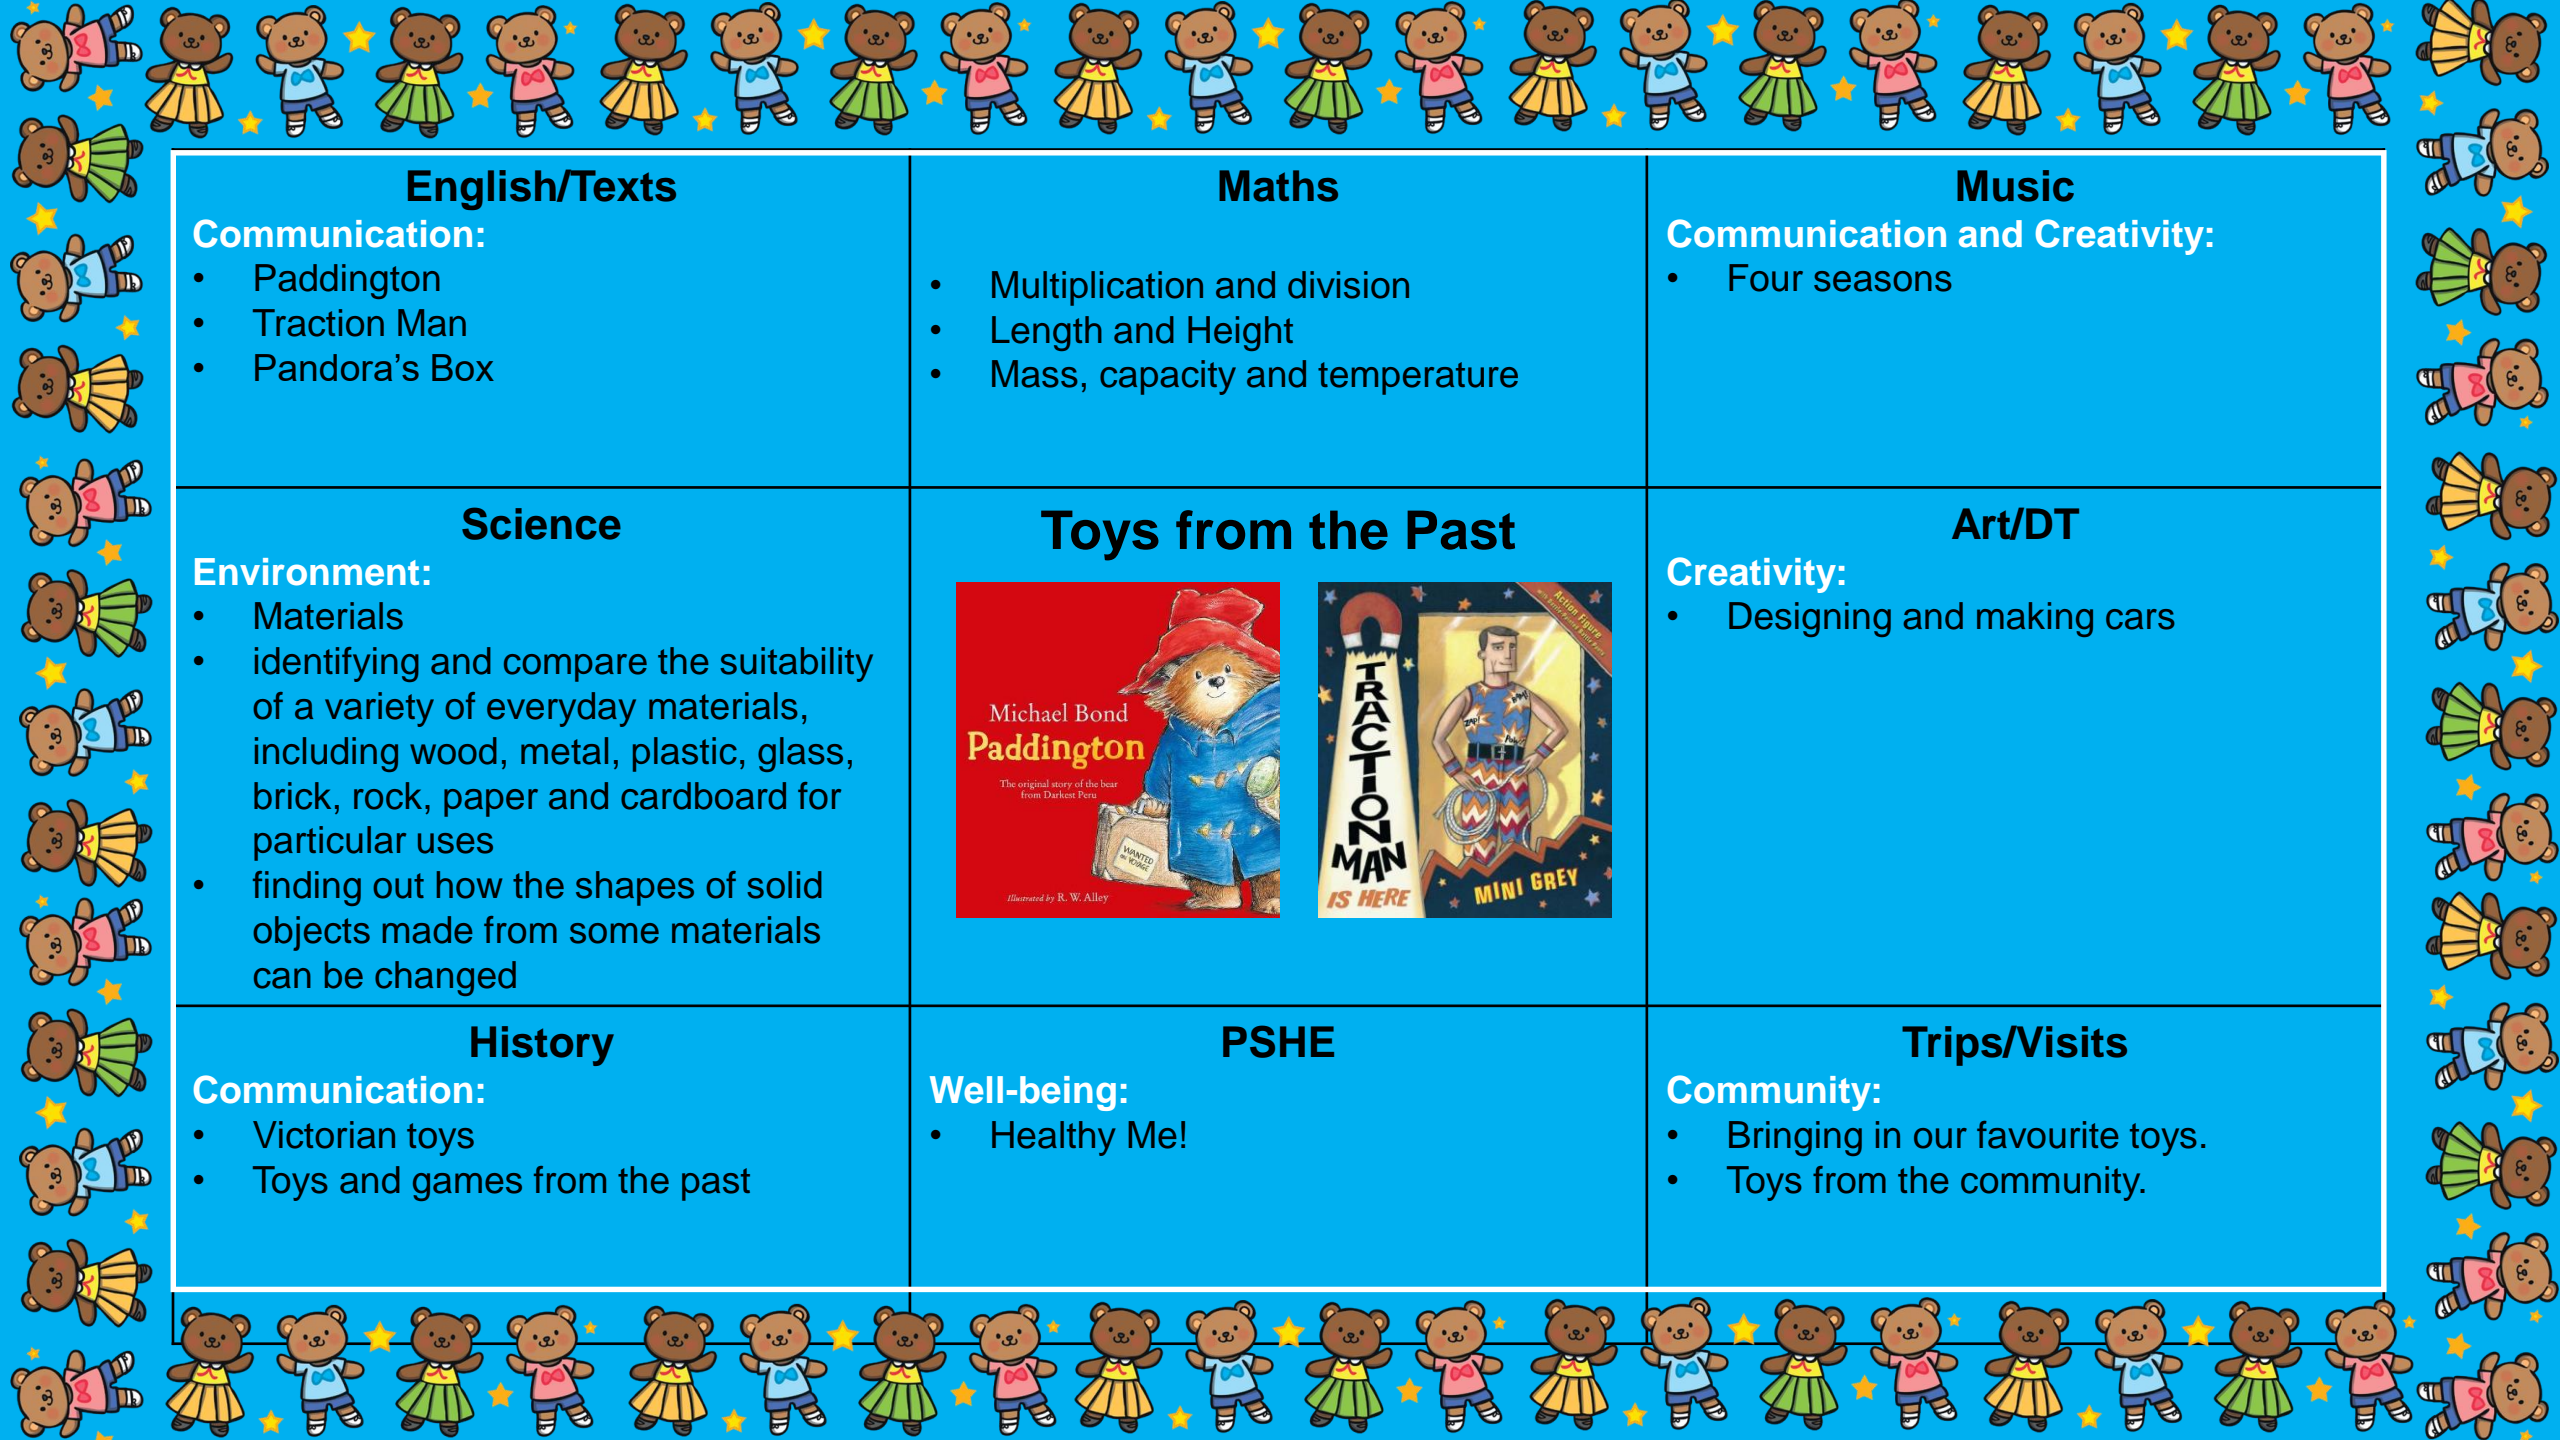 English/Texts
Communication:
• Paddington
• Traction Man
• Pandora’s Box
Maths
• Multiplication and division
• Length and Height
• Mass, capacity and temperature
Music
Communication and Creativity:
• Four seasons
Science
Environment:
• Materials
• identifying and compare the suitability
of a variety of everyday materials,
including wood, metal, plastic, glass,
brick, rock, paper and cardboard for
particular uses
• finding out how the shapes of solid
objects made from some materials
can be changed
Toys from the Past
Michael Bond
Paddington
The original story of the bear
from Darkest Peru
WANTED
ON VOYAGE
Illustrated by R. W. Alley
Action Figure
TRACTION
MAN
IS HERE
ZAP!
MINI GREY
Art/DT
Creativity:
• Designing and making cars
History
Communication:
• Victorian toys
• Toys and games from the past
PSHE
Well-being:
• Healthy Me!
Trips/Visits
Community:
• Bringing in our favourite toys.
• Toys from the community.